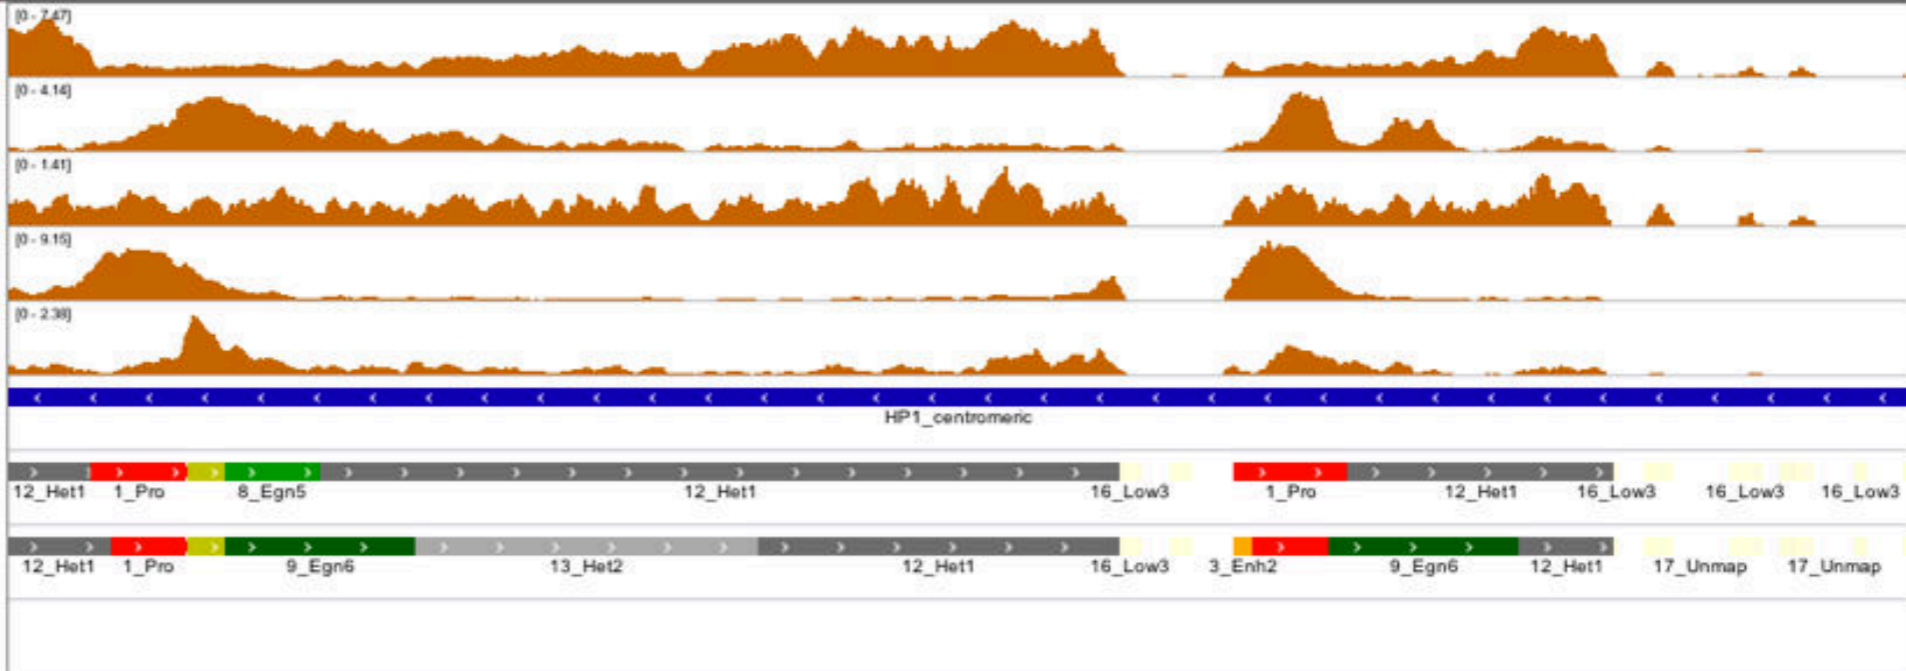 [0 - 7.47]
[0 - 4.14]
[0 - 1.41]
[0 - 9.15]
[0 - 2.38]
HP1_centromeric
12_Het1 1_Pro 8_Egn5 12_Het1 16_Low3 1_Pro 12_Het1 16_Low3 16_Low3 16_Low3
12_Het1 1_Pro 9_Egn6 13_Het2 12_Het1 16_Low3 3_Enh2 9_Egn6 12_Het1 17_Unmap 17_Unmap